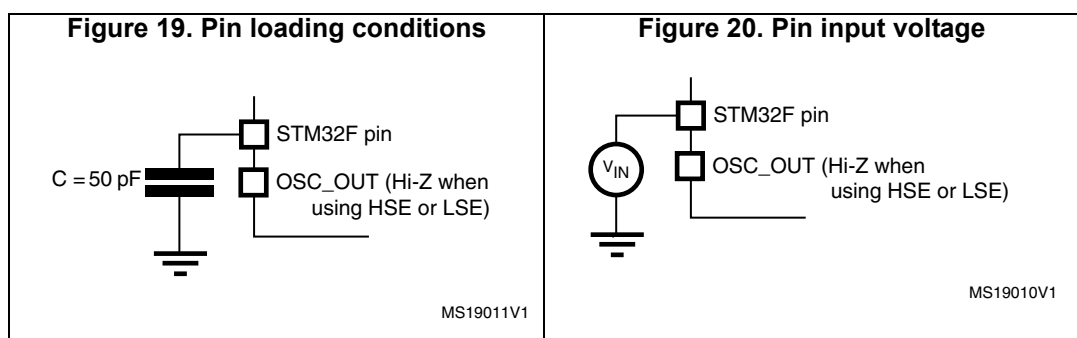 Figure 19. Pin loading conditions
STM32F pin
C = 50 pF
OSC_OUT (Hi-Z when
using HSE or LSE)
MS19011V1
Figure 20. Pin input voltage
STM32F pin
VIN
OSC_OUT (Hi-Z when
using HSE or LSE)
MS19010V1